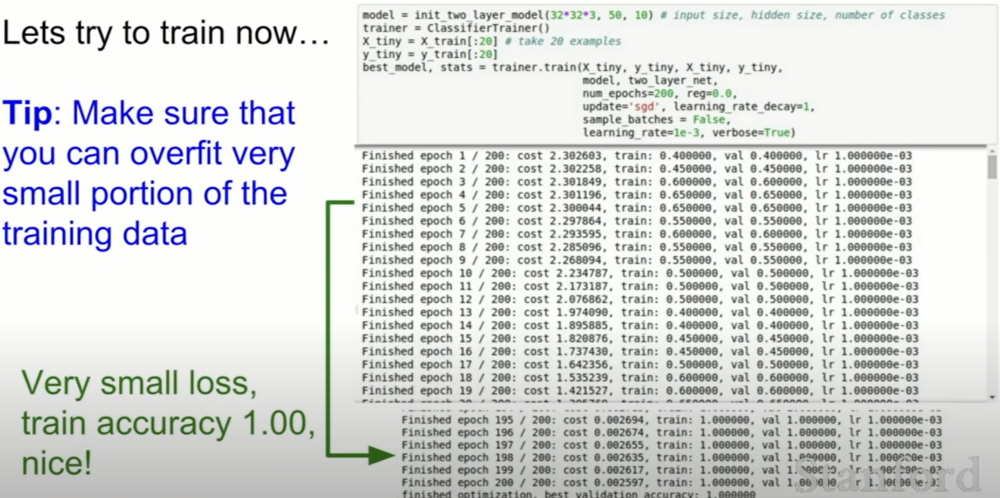 Lets try to train now...
Tip: Make sure that
you can overfit very
small portion of the
training data
Very small loss,
train accuracy 1.00,
nice!
model = init_two_layer_model(32*32*3, 50, 10) # input size, hidden size, number of classes
trainer = ClassifierTrainer()
X_tiny = X_train[:20] # take 20 examples
y_tiny = y_train[:20]
best_model, stats = trainer.train(X_tiny, y_tiny, X_tiny, y_tiny,
model, two_layer_net,
num_epochs=200, reg=0.0,
update='sgd', learning_rate_decay=1,
sample_batches = False,
learning_rate=1e-3, verbose=True)
Finished epoch 1 / 200: cost 2.302603, train: 0.400000, val 0.400000, lr 1.000000e-03
Finished epoch 2 / 200: cost 2.302258, train: 0.450000, val 0.450000, lr 1.000000e-03
Finished epoch 3 / 200: cost 2.301849, train: 0.600000, val 0.600000, lr 1.000000e-03
Finished epoch 4 / 200: cost 2.301196, train: 0.650000, val 0.650000, lr 1.000000e-03
Finished epoch 5 / 200: cost 2.300044, train: 0.650000, val 0.650000, lr 1.000000e-03
Finished epoch 6 / 200: cost 2.297864, train: 0.550000, val 0.550000, lr 1.000000e-03
Finished epoch 7 / 200: cost 2.293595, train: 0.600000, val 0.600000, lr 1.000000e-03
Finished epoch 8 / 200: cost 2.285096, train: 0.550000, val 0.550000, lr 1.000000e-03
Finished epoch 9 / 200: cost 2.268094, train: 0.550000, val 0.550000, lr 1.000000e-03
Finished epoch 10 / 200: cost 2.234787, train: 0.500000, val 0.500000, lr 1.000000e-03
Finished epoch 11 / 200: cost 2.173187, train: 0.500000, val 0.500000, lr 1.000000e-03
Finished epoch 12 / 200: cost 2.076862, train: 0.500000, val 0.500000, lr 1.000000e-03
Finished epoch 13 / 200: cost 1.974090, train: 0.400000, val 0.400000, lr 1.000000e-03
Finished epoch 14 / 200: cost 1.895885, train: 0.400000, val 0.400000, lr 1.000000e-03
Finished epoch 15 / 200: cost 1.820876, train: 0.450000, val 0.450000, lr 1.000000e-03
Finished epoch 16 / 200: cost 1.737430, train: 0.450000, val 0.450000, lr 1.000000e-03
Finished epoch 17 / 200: cost 1.642356, train: 0.500000, val 0.500000, lr 1.000000e-03
Finished epoch 18 / 200: cost 1.535239, train: 0.600000, val 0.600000, lr 1.000000e-03
Finished epoch 19 / 200: cost 1.421527, train: 0.600000, val 0.600000, lr 1.000000e-03
Finished epoch 195 / 200: cost 0.002694, train: 1.000000, val 1.000000, lr 1.000000e-03
Finished epoch 196 / 200: cost 0.002674, train: 1.000000, val 1.000000, lr 1.000000e-03
Finished epoch 197 / 200: cost 0.002655, train: 1.000000, val 1.000000, lr 1.000000e-03
Finished epoch 198 / 200: cost 0.002635, train: 1.000000, val 1.000000, lr 1.000000e-03
Finished epoch 199 / 200: cost 0.002617, train: 1.000000, val 1.000000, lr 1.000000e-03
Finished epoch 200 / 200: cost 0.002597, train: 1.000000, val 1.000000, lr 1.000000e-03
finished optimization. best validation accuracy: 1.000000
Stanford